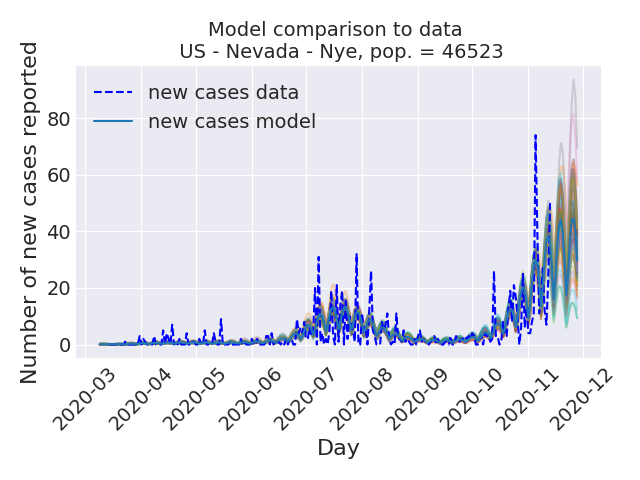 Model comparison to data
US - Nevada - Nye, pop. = 46523
new cases data
new cases model
Number of new cases reported
80
60
40
20
0
2020-03
2020-04
2020-05
2020-06
2020-07
2020-08
2020-09
2020-10
2020-11
2020-12
Day